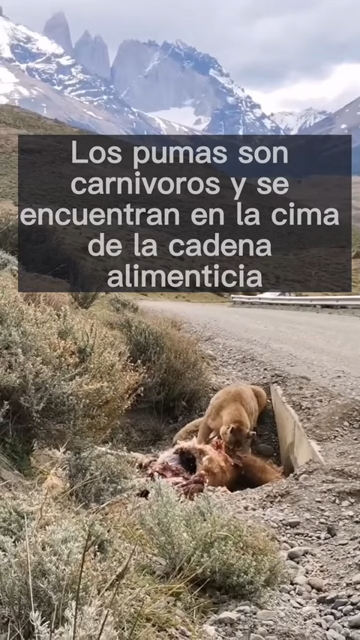 Los pumas son
carnivoros y se
encuentran en la cima
de la cadena
alimenticia